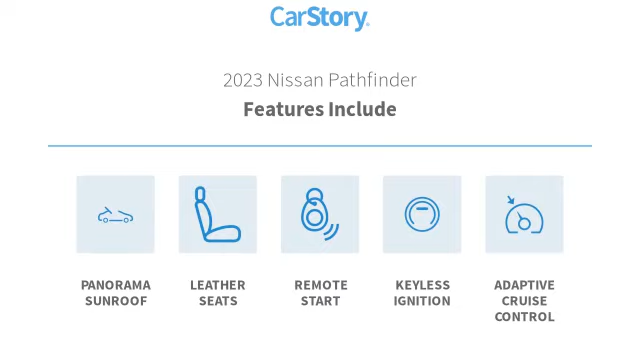 CarStory
2023 Nissan Pathfinder
Features Include
PANORAMA
SUNROOF
LEATHER
SEATS
REMOTE
START
KEYLESS
IGNITION
ADAPTIVE
CRUISE
CONTROL